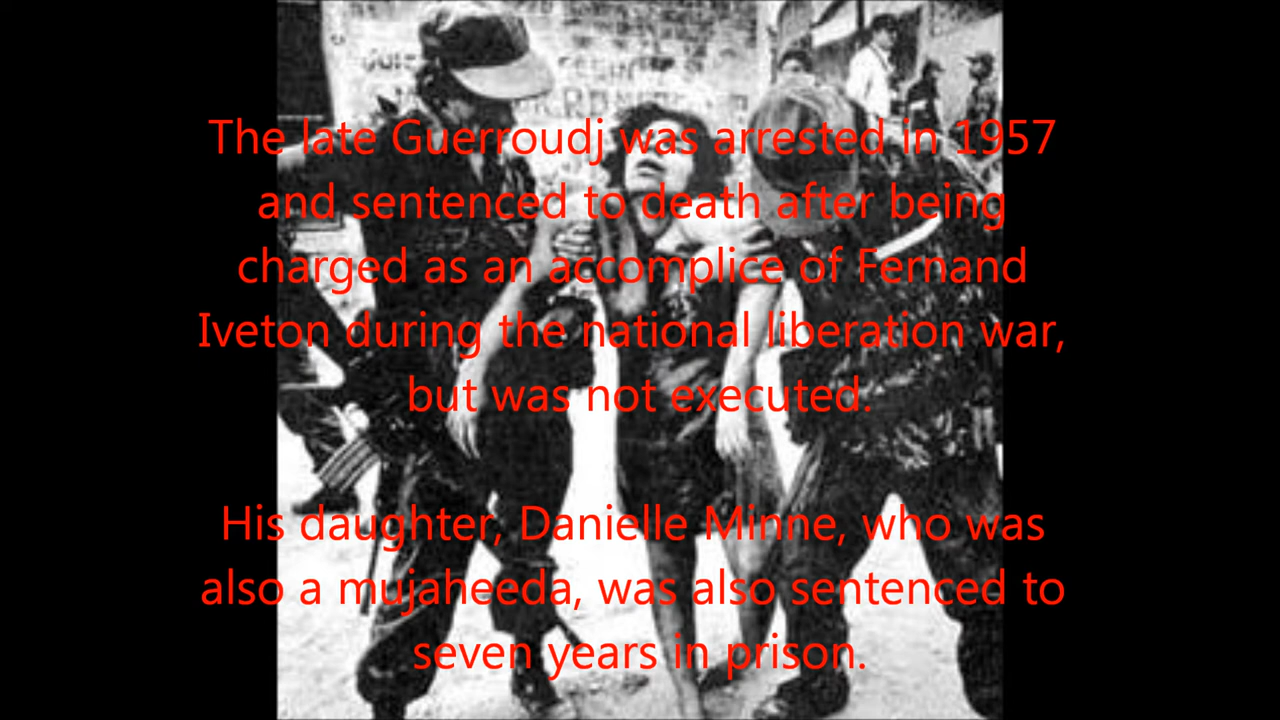 The late Guerroudj was arrested in 1957
and sentenced to death after being
charged as an accomplice of Fernand
Iveton during the national liberation war,
but was not executed.
His daughter, Danielle Minne, who was
also a mujaheeda, was also sentenced to
seven years in prison.